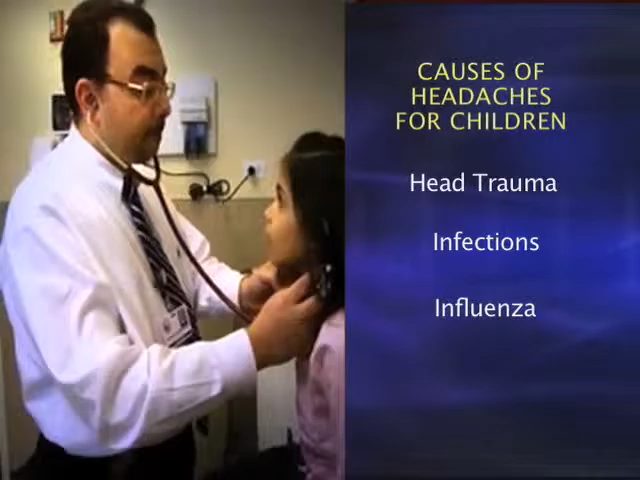 CAUSES OF
HEADACHES
FOR CHILDREN
Head Trauma
Infections
Influenza